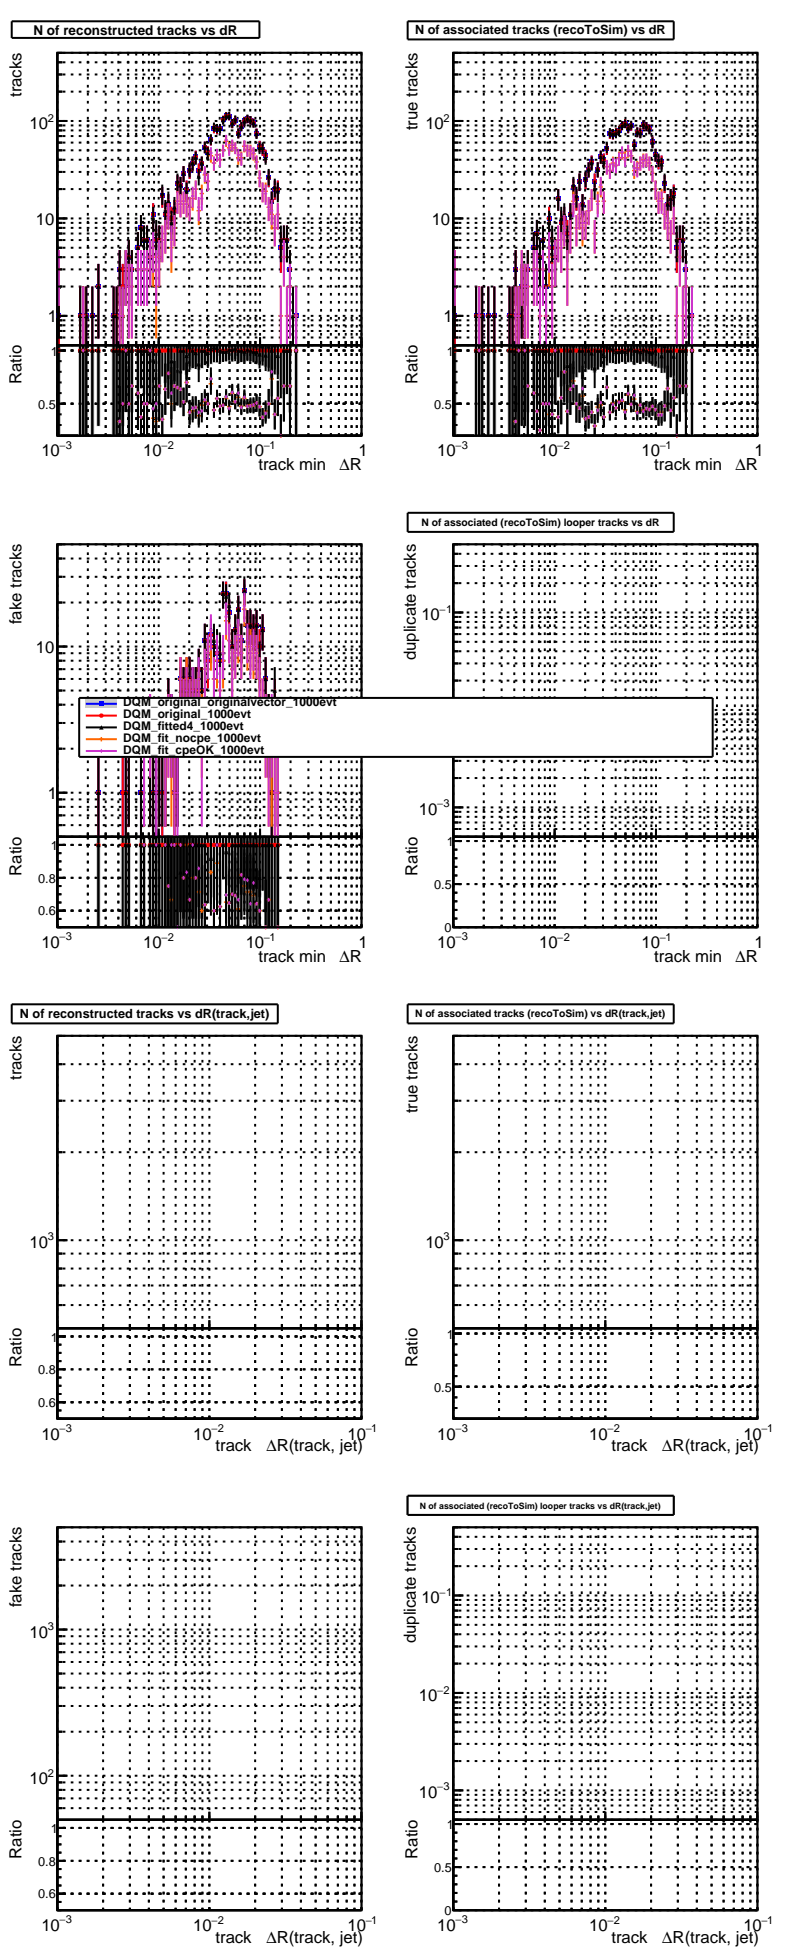 N of reconstructed tracks vs dR
tracks
10²
10
1
Ratio
1
0.5
10⁻³ 10⁻² 10⁻¹ 1
track min ΔR
N of associated tracks (recoToSim) vs dR
true tracks
10²
10
1
Ratio
1
0.5
10⁻³ 10⁻² 10⁻¹ 1
track min ΔR
fake tracks
10
1
Ratio
1
0.8
0.6
10⁻³ 10⁻² 10⁻¹ 1
track min ΔR
N of associated (recoToSim) looper tracks vs dR
duplicate tracks
10⁻¹
10⁻³
Ratio
1
0.5
0
10⁻³ 10⁻² 10⁻¹ 1
track min ΔR
DQM_original_originalvector_1000evt
DQM_original_1000evt
DQM_fitted4_1000evt
DQM_fit_nocpe_1000evt
DQM_fit_cpeOK_1000evt
N of reconstructed tracks vs dR(track,jet)
tracks
10³
Ratio
1
0.8
0.6
10⁻³ 10⁻² 10⁻¹
track ΔR(track, jet)
N of associated tracks (recoToSim) vs dR(track,jet)
true tracks
10³
Ratio
1
0.5
10⁻³ 10⁻² 10⁻¹
track ΔR(track, jet)
fake tracks
10³
10²
Ratio
1
0.8
0.6
10⁻³ 10⁻² 10⁻¹
track ΔR(track, jet)
N of associated (recoToSim) looper tracks vs dR(track,jet)
duplicate tracks
10⁻¹
10⁻²
10⁻³
Ratio
1
0.5
0
10⁻³ 10⁻² 10⁻¹
track ΔR(track, jet)